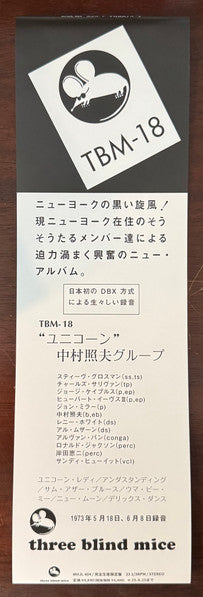 TBM-18
ニューヨークの黒い旋風！
現ニューヨーク在住のそう
そうたるメンバー達による
迫力渦まく興奮のニュー・
アルバム。
日本初の DBX 方式
による生々しい録音
TBM-18
“ユニコーン”
中村照夫グループ
スティーヴ・グロスマン(ss,ts)
チャールズ・サリヴァン(tp)
ジョージ・ケイブルス(p,ep)
ヒューバート・イーヴスⅢ(p,ep)
ジョン・ミラー(p)
中村照夫(b,eb)
レニー・ホワイト(ds)
アル・ムザーン(ds)
アルヴァン・バン(conga)
ロナルド・ジャクソン(perc)
岸田恵二(perc)
サンディ・ヒューイット(vcl)
ユニコーン・レディ／アンダスタンディング
／サム・アザー・ブルース／ウマ・ビー・
ミー／ニュー・ムーン／デリックス・ダンス
1973年5月18日、6月8日録音
three blind mice